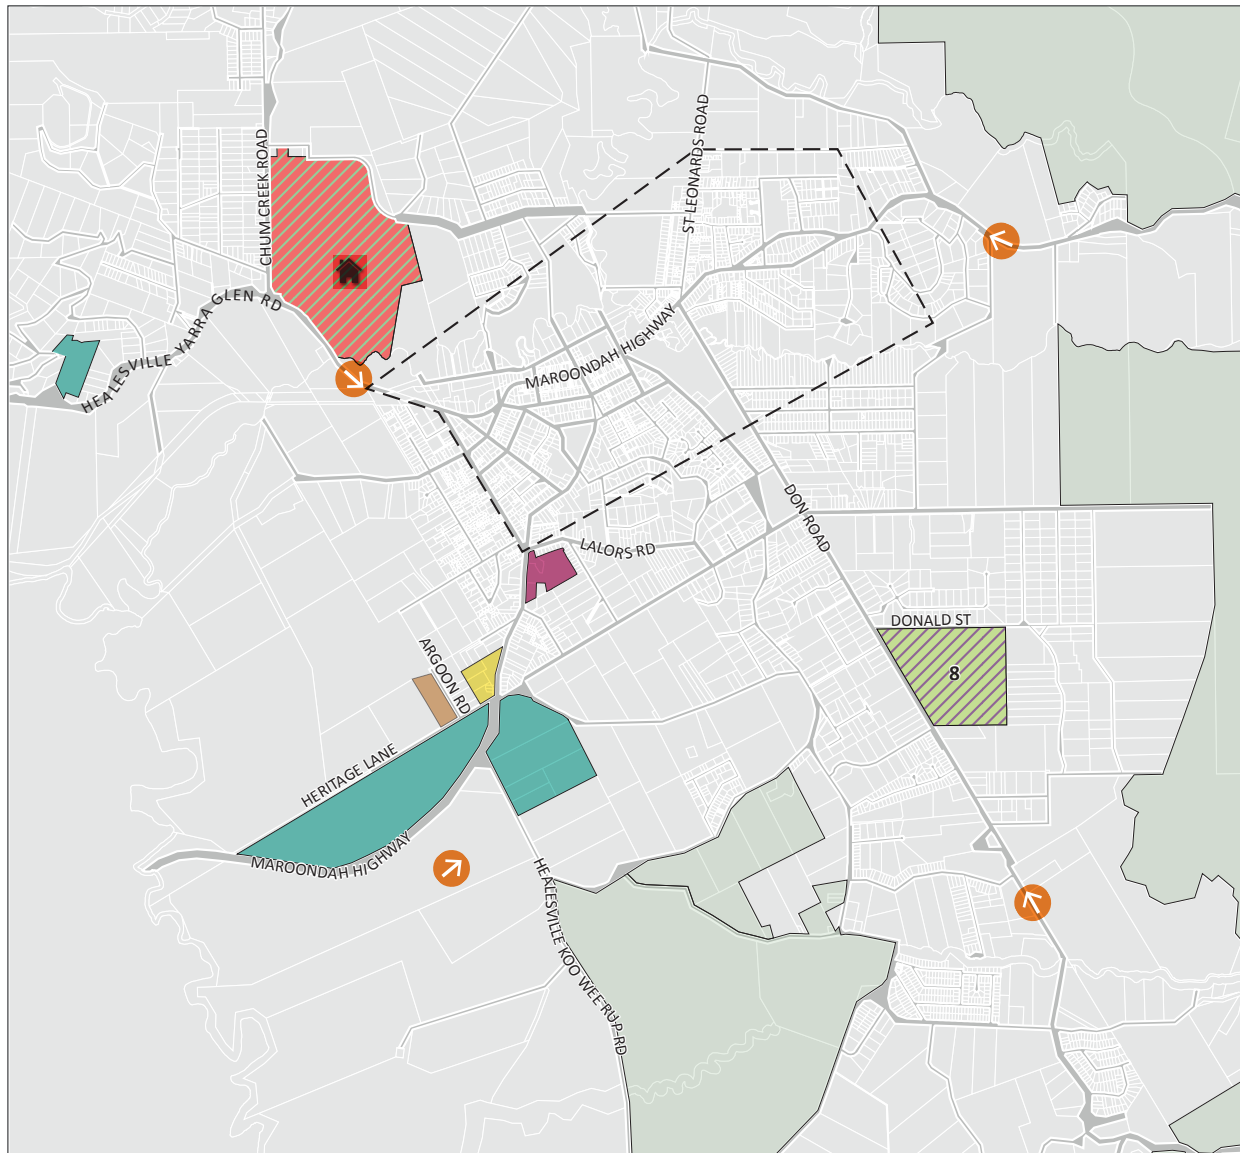 ST LEONARDS ROAD
CHUM CREEK ROAD
HEALESVILLE YARRA GLEN RD
MAROONDAH HIGHWAY
DON ROAD
LALORS RD
DONALD ST
8
ARGOON RD
HERITAGE LANE
MAROONDAH HIGHWAY
HEALESVILLE KOO WEE RUP RD